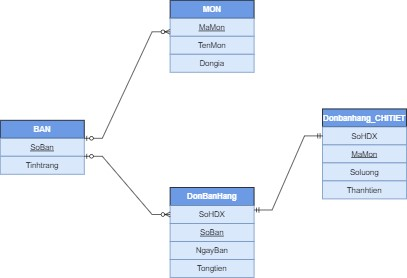 MON
MaMon
TenMon
Dongia
BAN
SoBan
Tinhtrang
DonBanHang
SoHDX
SoBan
NgayBan
Tongtien
Donbanhang_CHITIET
SoHDX
MaMon
Soluong
Thanhtien